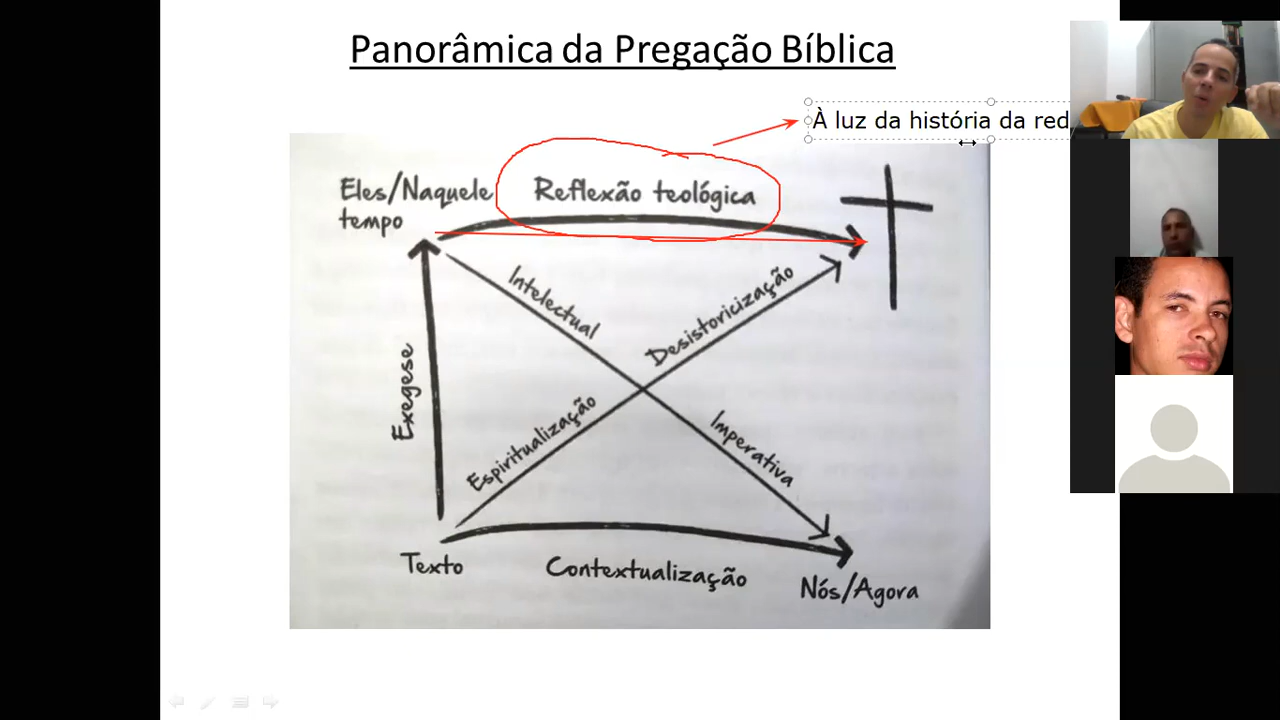 Panorâmica da Pregação Bíblica
À luz da história da red
Eles/Naquele
tempo
Reflexão teológica
Intelectual
Desistoricização
Exegese
Espiritualização
Imperativa
Texto
Contextualização
Nós/Agora